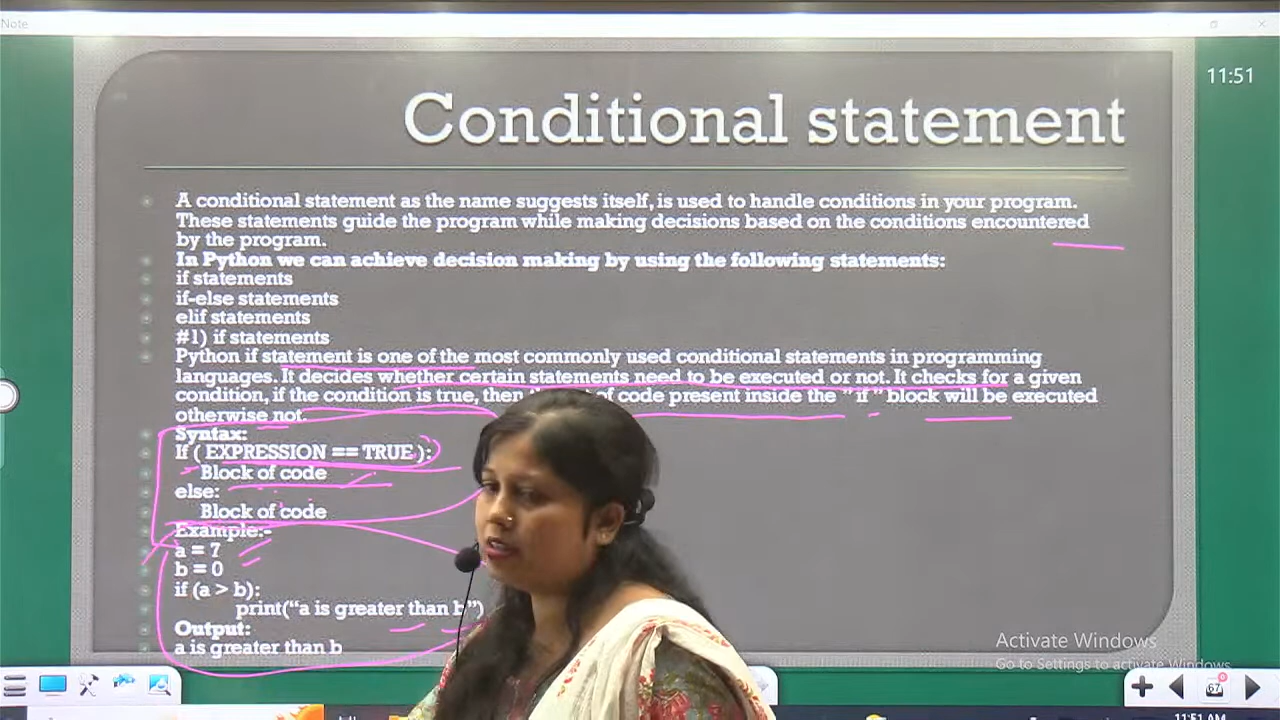 Note
11:51
Conditional statement
A conditional statement as the name suggests itself, is used to handle conditions in your program.
These statements guide the program while making decisions based on the conditions encountered
by the program.
In Python we can achieve decision making by using the following statements:
if statements
if-else statements
elif statements
#1) if statements
Python if statement is one of the most commonly used conditional statements in programming
languages. It decides whether certain statements need to be executed or not. It checks for a given
condition, if the condition is true, then of code present inside the “ if ” block will be executed
otherwise not.
Syntax:
If ( EXPRESSION == TRUE ):
Block of code
else:
Block of code
Example:-
a = 7
b = 0
if (a > b):
print(“a is greater than b”)
Output:
a is greater than b
Activate Windows
Go to Settings to activate Windows.
67
0
11:51 AM